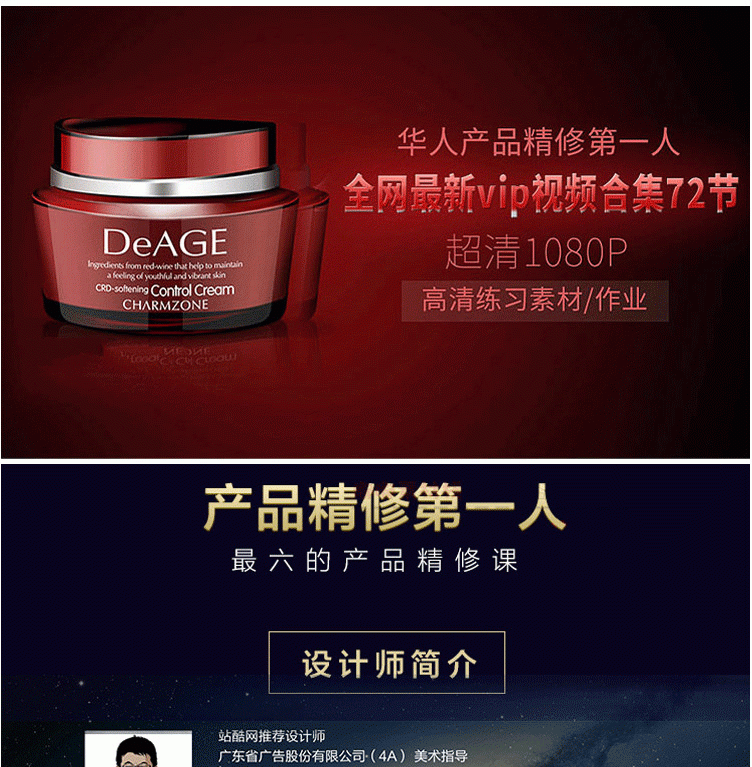 华人产品精修第一人
全网最新vip视频合集72节
超清1080P
高清练习素材/作业
DeAGE
Ingredients from red-wine that help to maintain
a feeling of youthful and vibrant skin
CRD-softening Control Cream
CHARMZONE
产品精修第一人
最六的产品精修课
设计师简介
站酷网推荐设计师
广东省广告股份有限公司·(4A) 美术指导